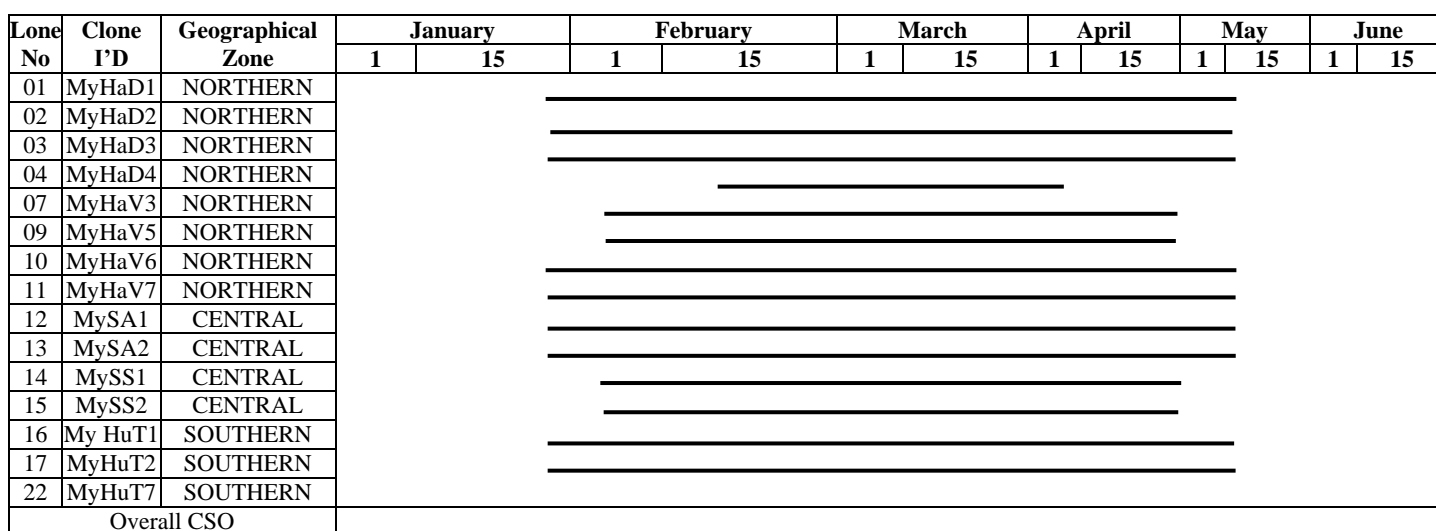 Lone Clone Geographical January February March April May June
No I’D Zone 1 15 1 15 1 15 1 15 1 15 1 15
01 MyHaD1 NORTHERN
02 MyHaD2 NORTHERN
03 MyHaD3 NORTHERN
04 MyHaD4 NORTHERN
07 MyHaV3 NORTHERN
09 MyHaV5 NORTHERN
10 MyHaV6 NORTHERN
11 MyHaV7 NORTHERN
12 MySA1 CENTRAL
13 MySA2 CENTRAL
14 MySS1 CENTRAL
15 MySS2 CENTRAL
16 My HuT1 SOUTHERN
17 MyHuT2 SOUTHERN
22 MyHuT7 SOUTHERN
Overall CSO